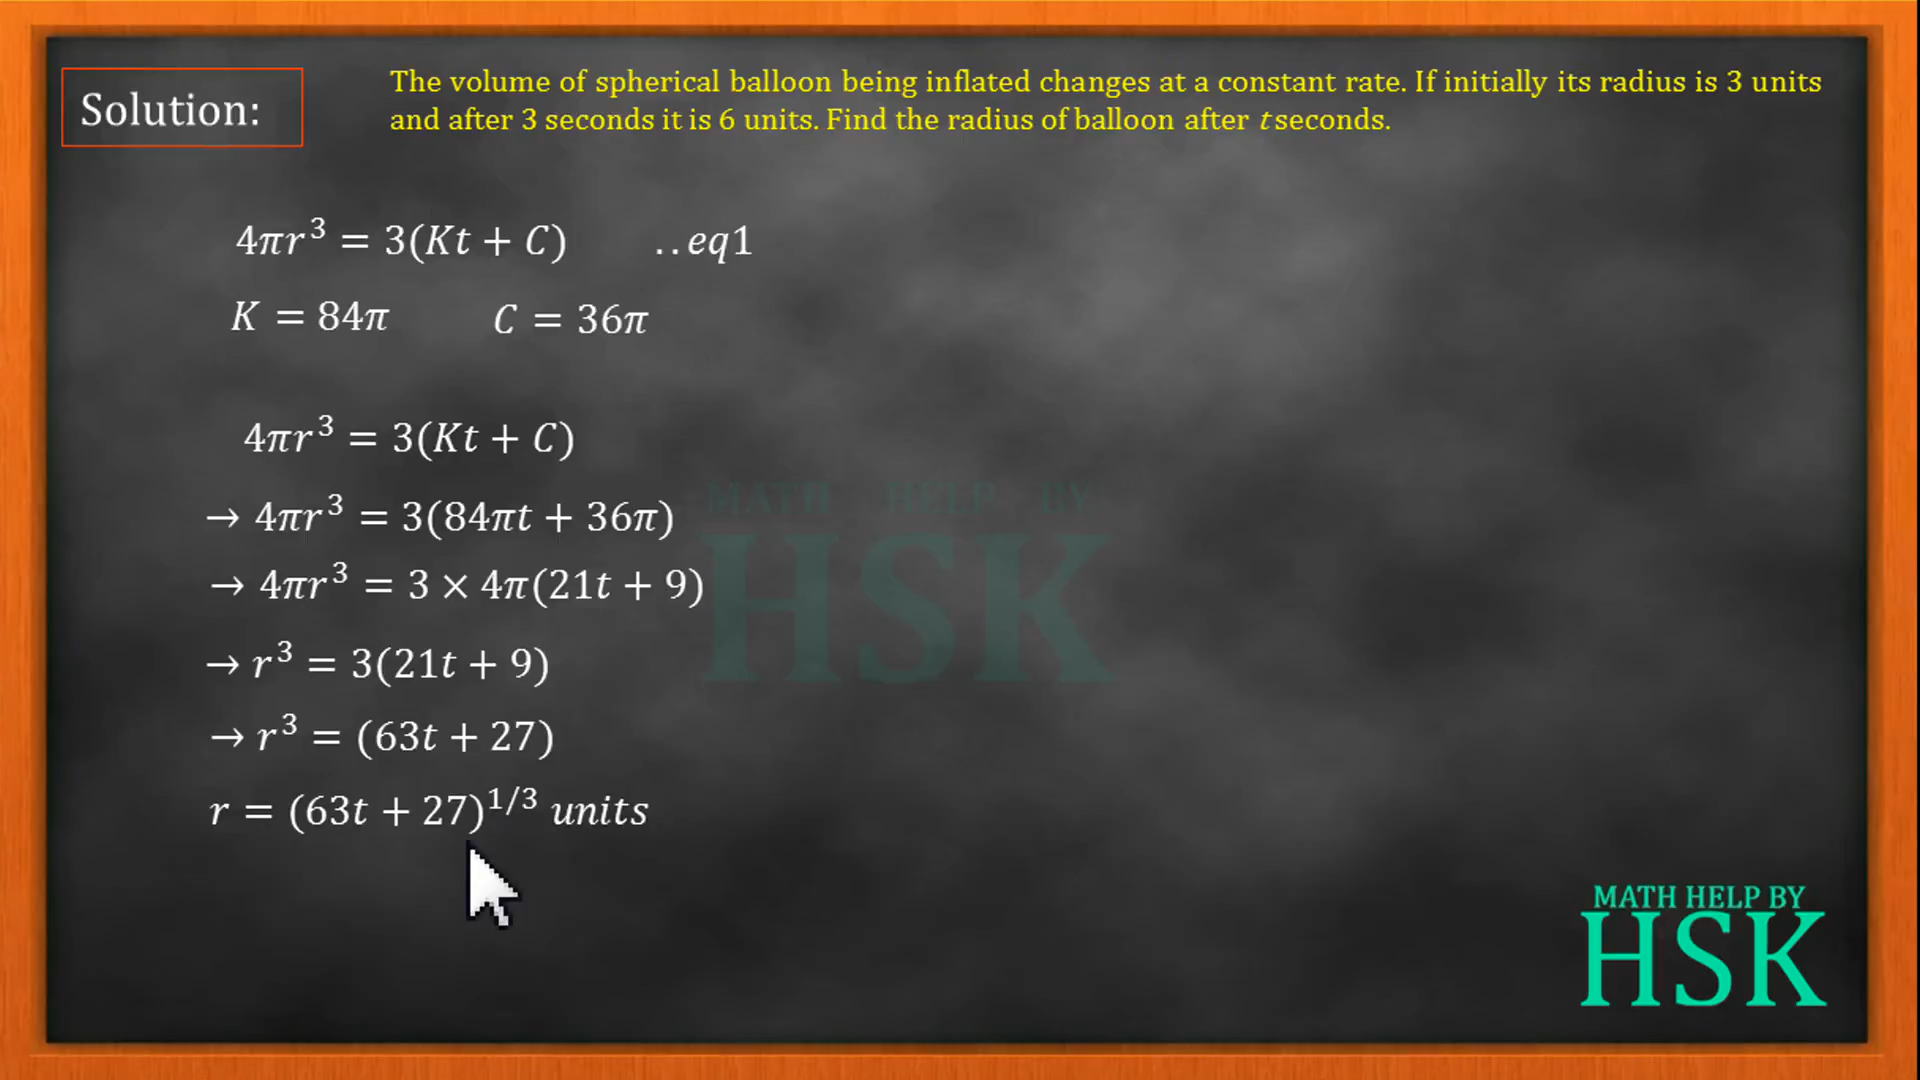 Solution:
The volume of spherical balloon being inflated changes at a constant rate. If initially its radius is 3 units
and after 3 seconds it is 6 units. Find the radius of balloon after t seconds.
4πr³ = 3(Kt + C) ..eq1
K = 84π C = 36π
4πr³ = 3(Kt + C)
→ 4πr³ = 3(84πt + 36π)
→ 4πr³ = 3 × 4π(21t + 9)
→ r³ = 3(21t + 9)
→ r³ = (63t + 27)
r = (63t + 27)^{1/3} units
MATH HELP BY
HSK
MATH HELP BY
HSK